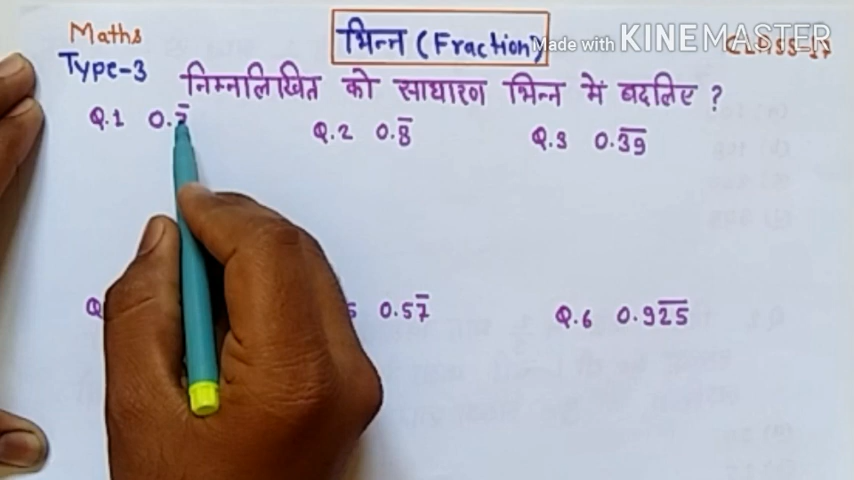 Maths
भिन्न (Fraction)
Made with KINEMASTER
Type-3
निम्नलिखित को साधारण भिन्न में बदलिए ?
Q.1 0.
Q.2 0.8̅
Q.3 0.3̅9̅
0.57̅
Q.6 0.92̅5̅